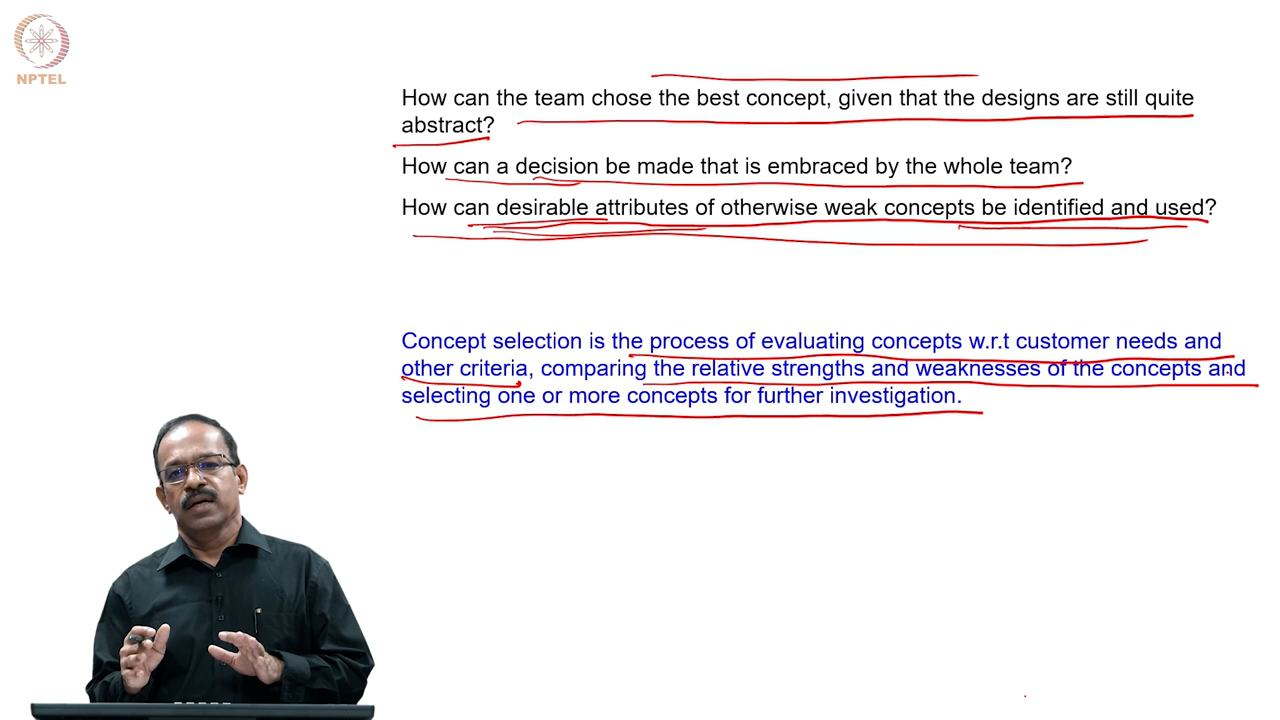 NPTEL
How can the team chose the best concept, given that the designs are still quite
abstract?
How can a decision be made that is embraced by the whole team?
How can desirable attributes of otherwise weak concepts be identified and used?
Concept selection is the process of evaluating concepts w.r.t customer needs and
other criteria, comparing the relative strengths and weaknesses of the concepts and
selecting one or more concepts for further investigation.